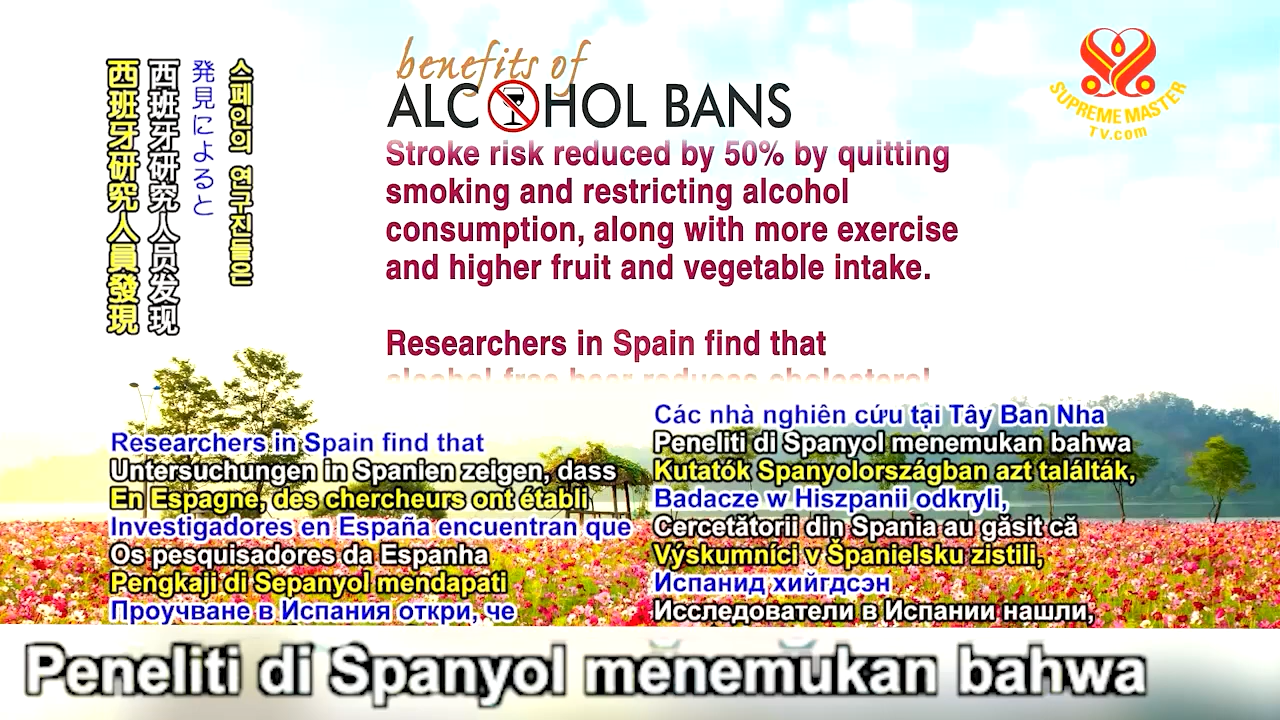 benefits of
ALCOHOL BANS
SUPREME MASTER
TV.com
Stroke risk reduced by 50% by quitting
smoking and restricting alcohol
consumption, along with more exercise
and higher fruit and vegetable intake.
Researchers in Spain find that
alcohol-free beer reduces cholesterol
스페인의 연구진들은
発見によると
西班牙研究人员发现
西班牙研究人員發現
Researchers in Spain find that
Untersuchungen in Spanien zeigen, dass
En Espagne, des chercheurs ont établi
Investigadores en España encuentran que
Os pesquisadores da Espanha
Pengkaji di Sepanyol mendapati
Проучване в Испания откри, че
Các nhà nghiên cứu tại Tây Ban Nha
Peneliti di Spanyol menemukan bahwa
Kutatók Spanyolországban azt találták,
Badacze w Hiszpanii odkryli,
Cercetătorii din Spania au găsit că
Výskumníci v Španielsku zistili,
Испанид хийгдсэн
Исследователи в Испании нашли,
Peneliti di Spanyol menemukan bahwa